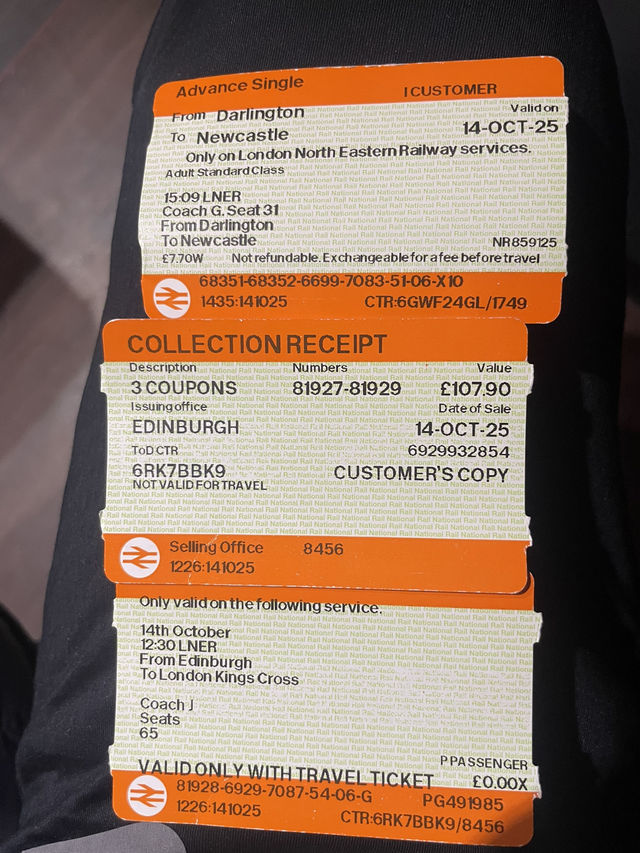 Advance Single 1 CUSTOMER
From Darlington Valid on
To Newcastle 14-OCT-25
Only on London North Eastern Railway services.
Adult Standard Class
15:09 LNER
Coach G. Seat 31
From Darlington
To Newcastle NR859125
£7.70W Not refundable. Exchangeable for a fee before travel
68351-68352-6699-7083-51-06-X10
1435:141025 CTR:6GWF24GL/1749
COLLECTION RECEIPT
Description Numbers Value
3 COUPONS 81927-81929 £107.90
Issuing office Date of Sale
EDINBURGH 14-OCT-25
ToD CTR 6929932854
6RK7BBK9 CUSTOMER'S COPY
NOT VALID FOR TRAVEL
Selling Office 8456
1226:141025
Only valid on the following service.
14th October
12:30 LNER
From Edinburgh
To London Kings Cross
Coach J
Seats
65
P PASSENGER
VALID ONLY WITH TRAVEL TICKET £0.00X
81928-6929-7087-54-06-G PG491985
1226:141025 CTR:6RK7BBK9/8456